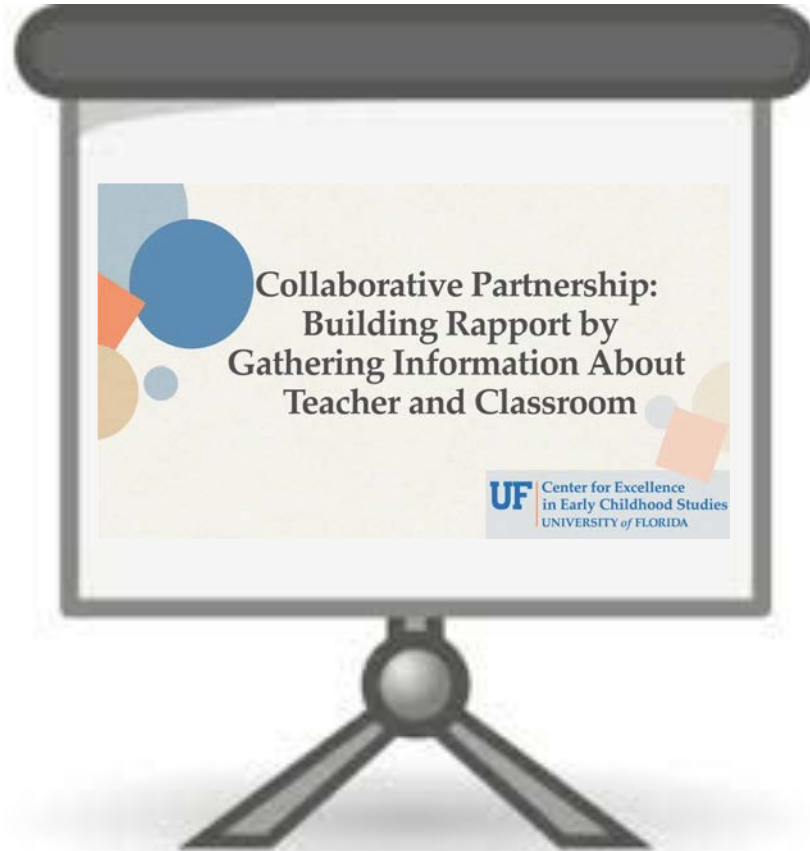 Collaborative Partnership:
Building Rapport by
Gathering Information About
Teacher and Classroom
UF Center for Excellence
in Early Childhood Studies
UNIVERSITY of FLORIDA